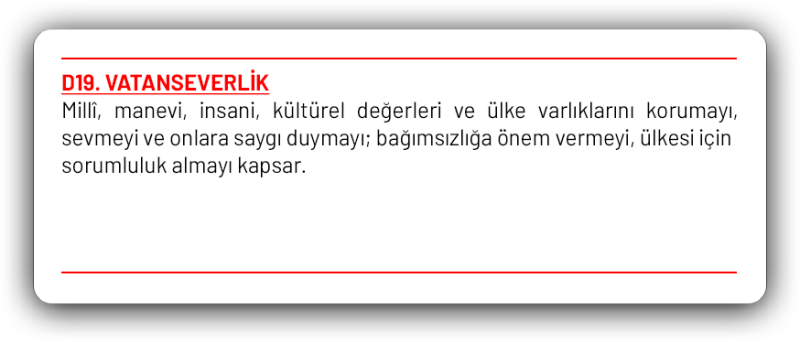 D19. VATANSEVERLİK
Millî, manevi, insani, kültürel değerleri ve ülke varlıklarını korumayı,
sevmeyi ve onlara saygı duymayı; bağımsızlığa önem vermeyi, ülkesi için
sorumluluk almayı kapsar.